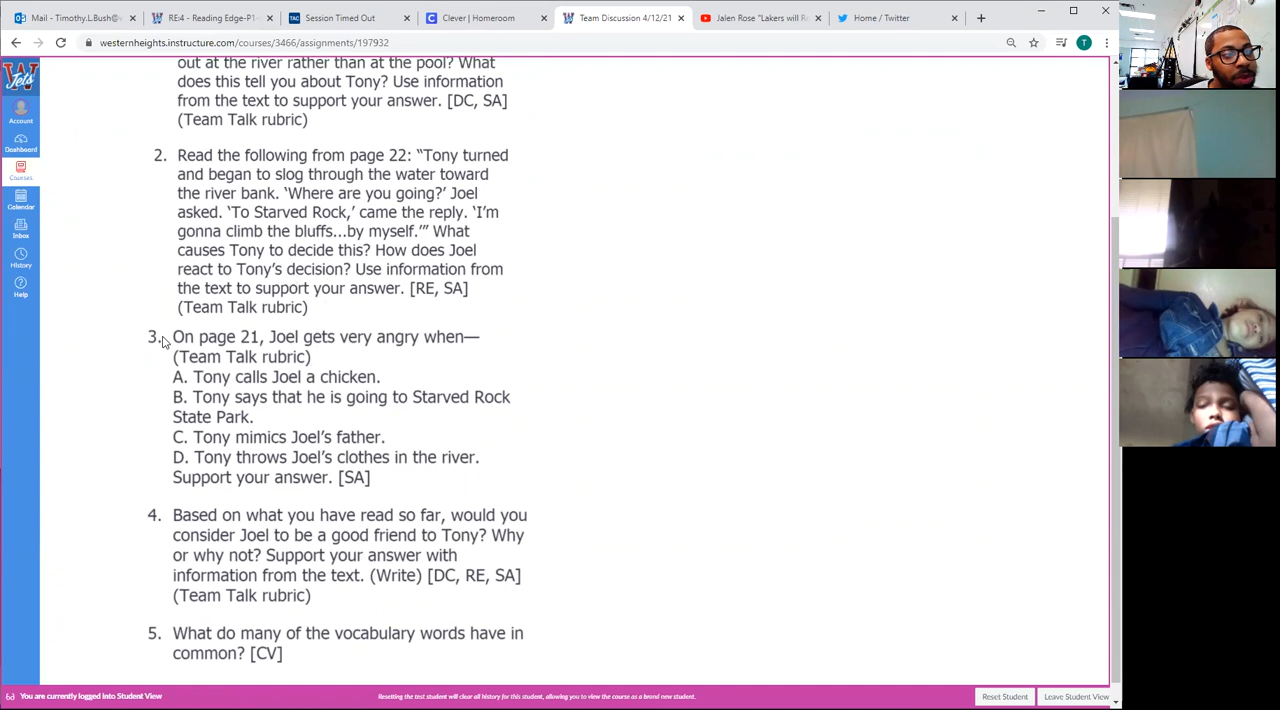 Mail - Timothy.L.Bush@w
RE|4 - Reading Edge-P1-
Session Timed Out
Clever | Homeroom
Team Discussion 4/12/21
Jalen Rose "Lakers will R
Home / Twitter
westernheights.instructure.com/courses/3466/assignments/197932
T
Jets
Account
Dashboard
Courses
Calendar
Inbox
History
Help
out at the river rather than at the pool? What
does this tell you about Tony? Use information
from the text to support your answer. [DC, SA]
(Team Talk rubric)
2. Read the following from page 22: “Tony turned
and began to slog through the water toward
the river bank. ‘Where are you going?’ Joel
asked. ‘To Starved Rock,’ came the reply. ‘I’m
gonna climb the bluffs...by myself.’” What
causes Tony to decide this? How does Joel
react to Tony’s decision? Use information from
the text to support your answer. [RE, SA]
(Team Talk rubric)
3. On page 21, Joel gets very angry when—
(Team Talk rubric)
A. Tony calls Joel a chicken.
B. Tony says that he is going to Starved Rock
State Park.
C. Tony mimics Joel’s father.
D. Tony throws Joel’s clothes in the river.
Support your answer. [SA]
4. Based on what you have read so far, would you
consider Joel to be a good friend to Tony? Why
or why not? Support your answer with
information from the text. (Write) [DC, RE, SA]
(Team Talk rubric)
5. What do many of the vocabulary words have in
common? [CV]
You are currently logged into Student View
Resetting the test student will clear all history for this student, allowing you to view the course as a brand new student.
Reset Student
Leave Student View